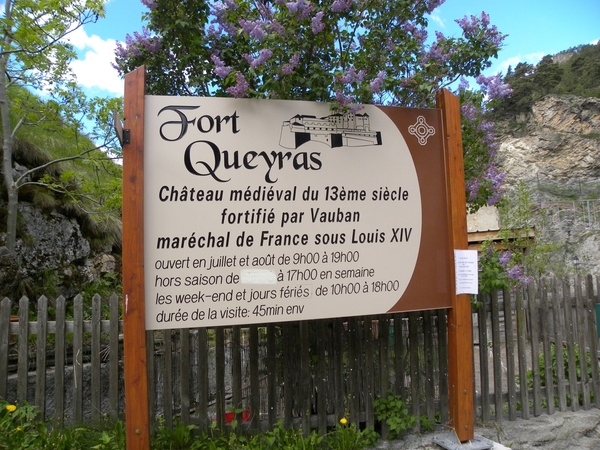 Fort
Queyras
Château médiéval du 13ème siècle
fortifié par Vauban
maréchal de France sous Louis XIV
ouvert en juillet et août de 9h00 à 19h00
hors saison de à 17h00 en semaine
les week-end et jours fériés de 10h00 à 18h00
durée de la visite: 45min env